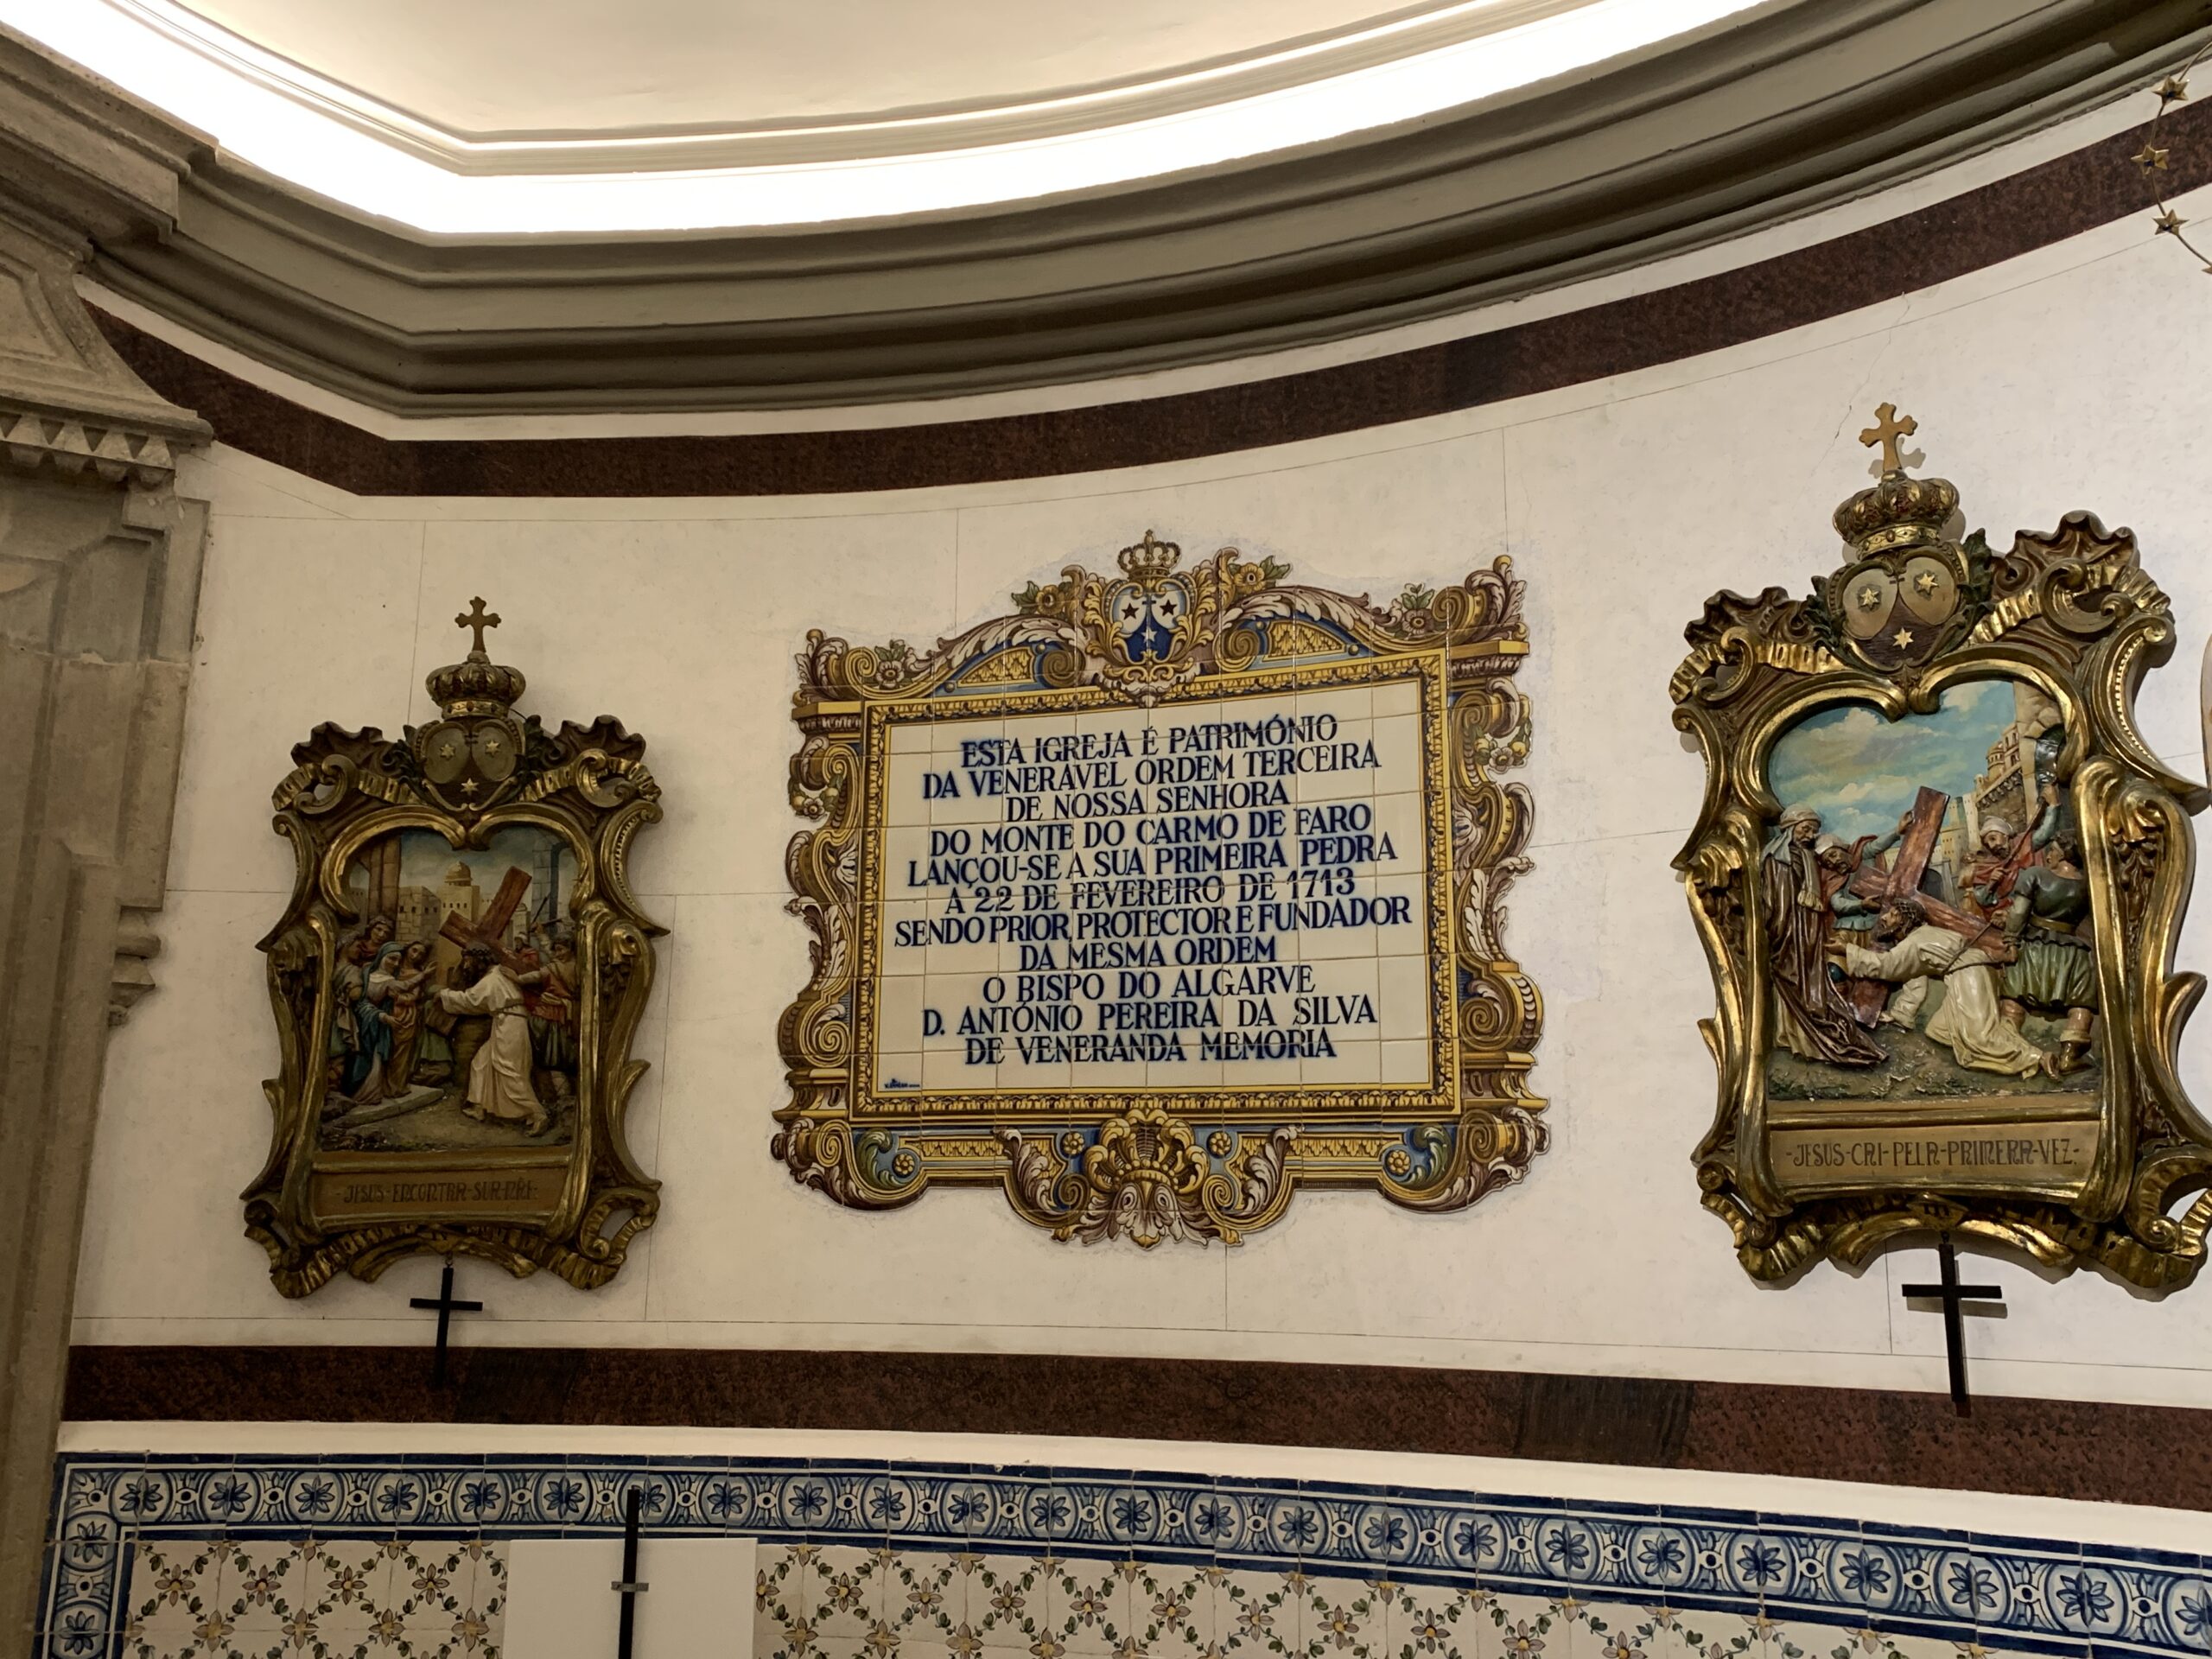 ESTA IGREJA É PATRIMÓNIO
DA VENERÁVEL ORDEM TERCEIRA
DE NOSSA SENHORA
DO MONTE DO CARMO DE FARO
LANÇOU-SE A SUA PRIMEIRA PEDRA
A 22 DE FEVEREIRO DE 1713
SENDO PRIOR PROTECTOR E FUNDADOR
DA MESMA ORDEM
O BISPO DO ALGARVE
D. ANTÓNIO PEREIRA DA SILVA
DE VENERANDA MEMORIA
JESUS-ENCONTRA-SUA-MÃE-
-JESUS-CAI-PELA-PRIMEIRA-VEZ-
III